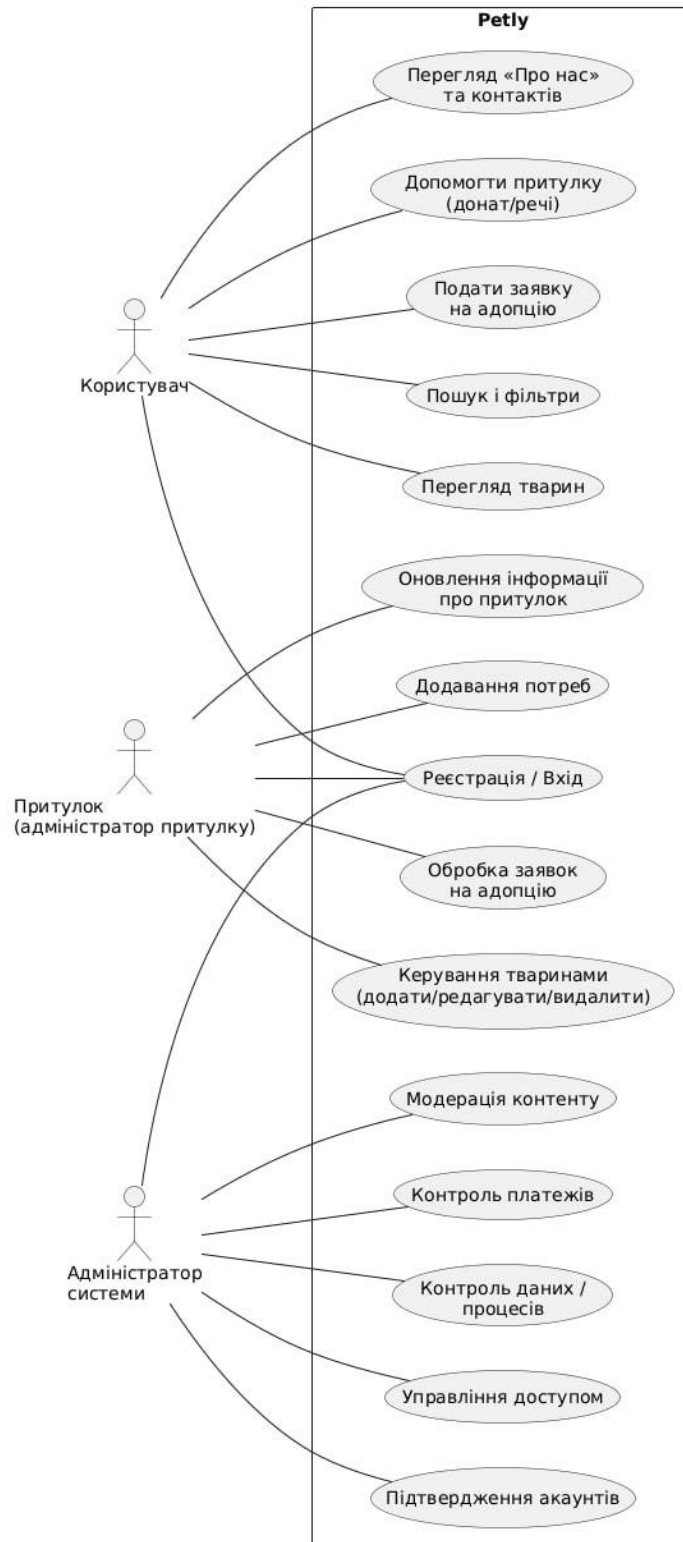 Petly
Перегляд «Про нас»
та контактів
Допомогти притулку
(донат/речі)
Подати заявку
на адопцію
Користувач
Пошук і фільтри
Перегляд тварин
Оновлення інформації
про притулок
Додавання потреб
Реєстрація / Вхід
Притулок
(адміністратор притулку)
Обробка заявок
на адопцію
Керування тваринами
(додати/редагувати/видалити)
Модерація контенту
Контроль платежів
Адміністратор
системи
Контроль даних /
процесів
Управління доступом
Підтвердження акаунтів